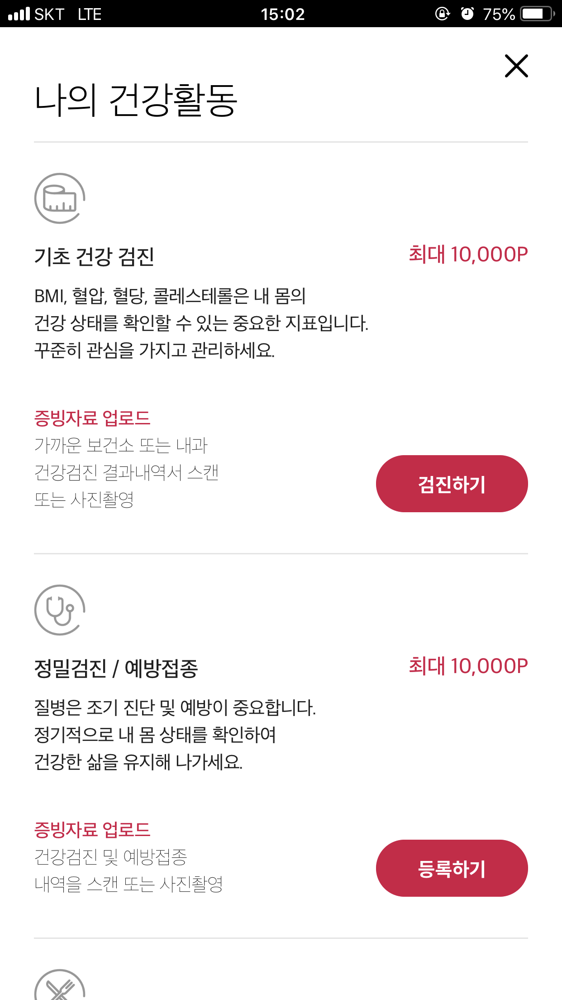 SKT LTE 15:02 75%
나의 건강활동
기초 건강 검진
최대 10,000P
BMI, 혈압, 혈당, 콜레스테롤은 내 몸의
건강 상태를 확인할 수 있는 중요한 지표입니다.
꾸준히 관심을 가지고 관리하세요.
증빙자료 업로드
가까운 보건소 또는 내과
건강검진 결과내역서 스캔
또는 사진촬영
검진하기
정밀검진 / 예방접종
최대 10,000P
질병은 조기 진단 및 예방이 중요합니다.
정기적으로 내 몸 상태를 확인하여
건강한 삶을 유지해 나가세요.
증빙자료 업로드
건강검진 및 예방접종
내역을 스캔 또는 사진촬영
등록하기